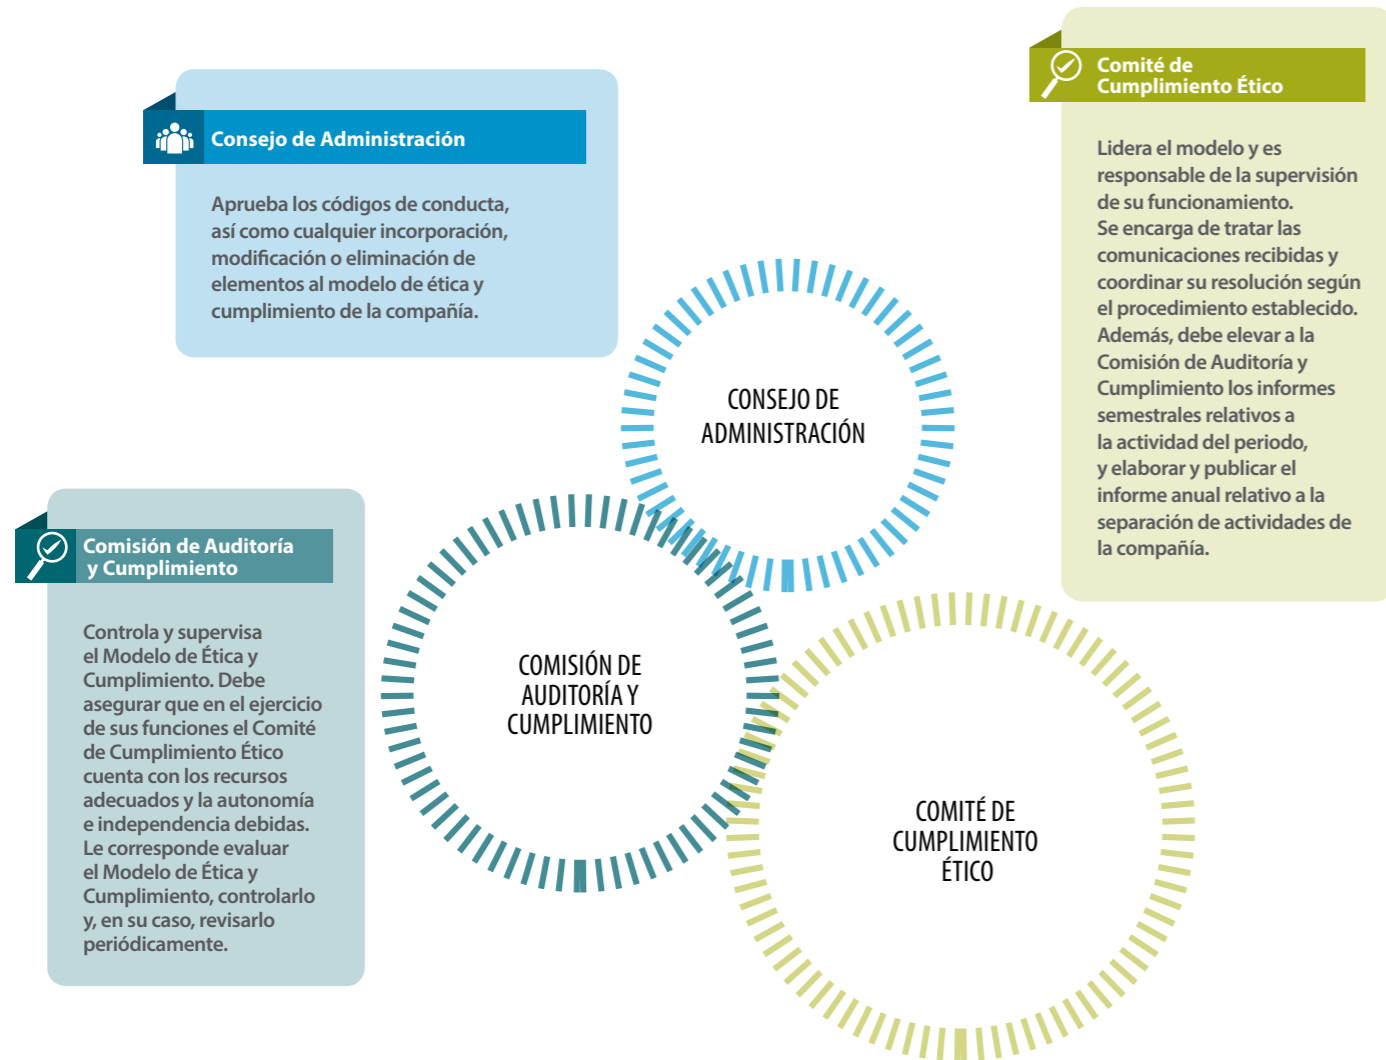 Consejo de Administración
Aprueba los códigos de conducta,
así como cualquier incorporación,
modificación o eliminación de
elementos al modelo de ética y
cumplimiento de la compañía.
Comité de
Cumplimiento Ético
Lidera el modelo y es
responsable de la supervisión
de su funcionamiento.
Se encarga de tratar las
comunicaciones recibidas y
coordinar su resolución según
el procedimiento establecido.
Además, debe elevar a la
Comisión de Auditoría y
Cumplimiento los informes
semestrales relativos a
la actividad del periodo,
y elaborar y publicar el
informe anual relativo a la
separación de actividades de
la compañía.
CONSEJO DE
ADMINISTRACIÓN
Comisión de Auditoría
y Cumplimiento
Controla y supervisa
el Modelo de Ética y
Cumplimiento. Debe
asegurar que en el ejercicio
de sus funciones el Comité
de Cumplimiento Ético
cuenta con los recursos
adecuados y la autonomía
e independencia debidas.
Le corresponde evaluar
el Modelo de Ética y
Cumplimiento, controlarlo
y, en su caso, revisarlo
periódicamente.
COMISIÓN DE
AUDITORÍA Y
CUMPLIMIENTO
COMITÉ DE
CUMPLIMIENTO
ÉTICO